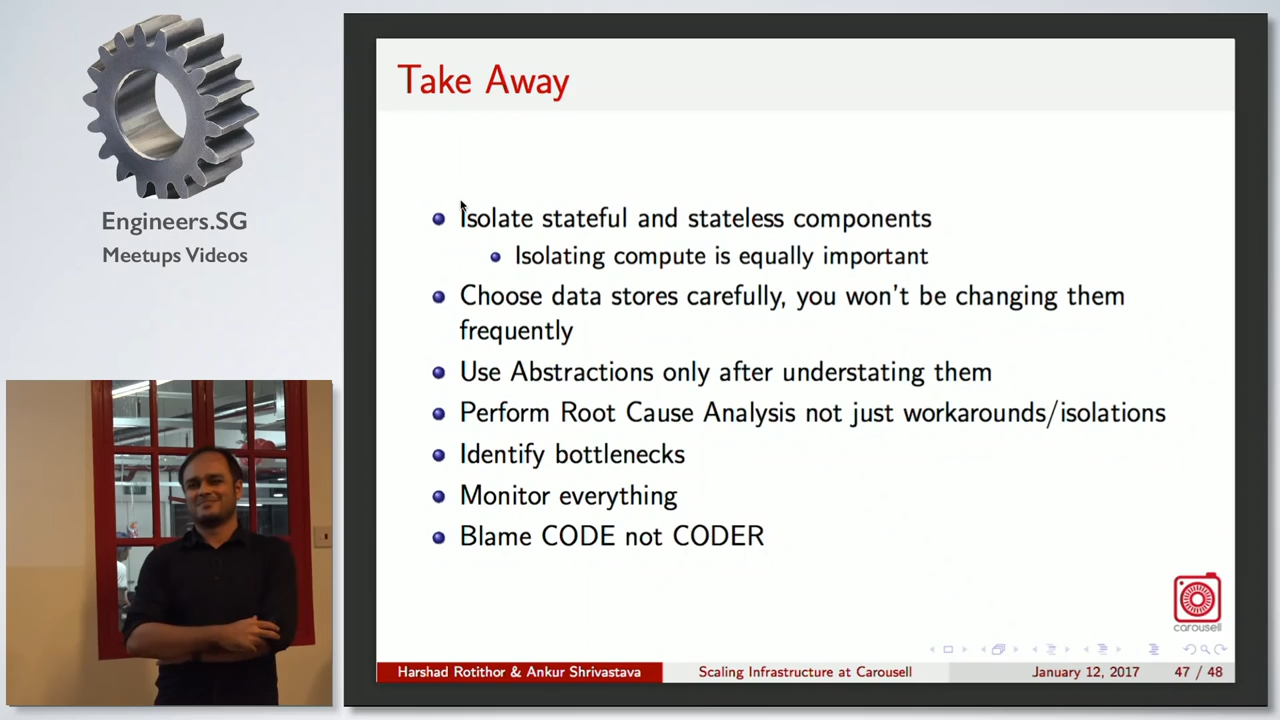 Engineers.SG
Meetups Videos
Take Away
Isolate stateful and stateless components
Isolating compute is equally important
Choose data stores carefully, you won't be changing them
frequently
Use Abstractions only after understating them
Perform Root Cause Analysis not just workarounds/isolations
Identify bottlenecks
Monitor everything
Blame CODE not CODER
carousell
Harshad Rotithor & Ankur Shrivastava
Scaling Infrastructure at Carousell
January 12, 2017
47 / 48